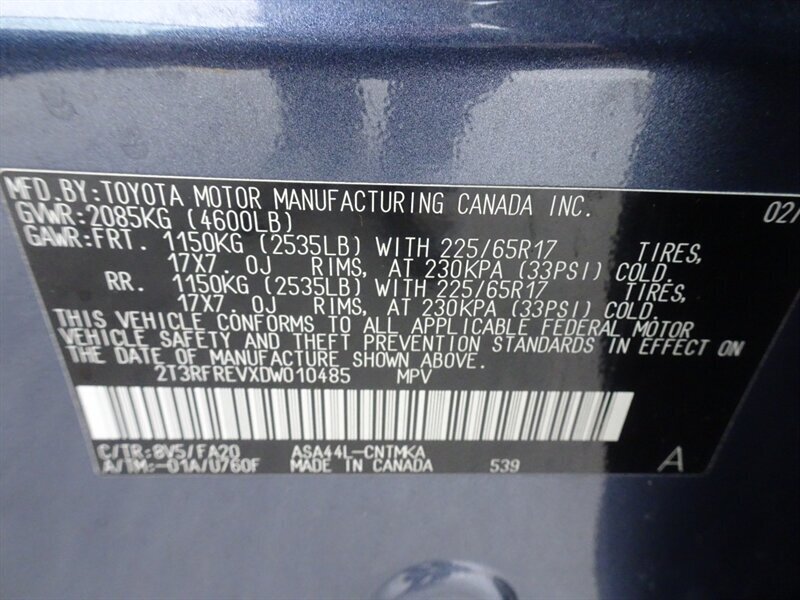 MFD.BY:TOYOTA MOTOR MANUFACTURING CANADA INC. 02/
GVWR:2085KG (4600LB)
GAWR:FRT. 1150KG (2535LB) WITH 225/65R17 TIRES,
17X7.0J RIMS, AT 230KPA (33PSI) COLD.
RR. 1150KG (2535LB) WITH 225/65R17 TIRES,
17X7.0J RIMS, AT 230KPA (33PSI) COLD.
THIS VEHICLE CONFORMS TO ALL APPLICABLE FEDERAL MOTOR
VEHICLE SAFETY AND THEFT PREVENTION STANDARDS IN EFFECT ON
THE DATE OF MANUFACTURE SHOWN ABOVE.
2T3RFREVXDW010485 MPV
C/TR:8V5/FA20 ASA44L-CNTMKA
A/TM:-01A/U760F MADE IN CANADA 539 A